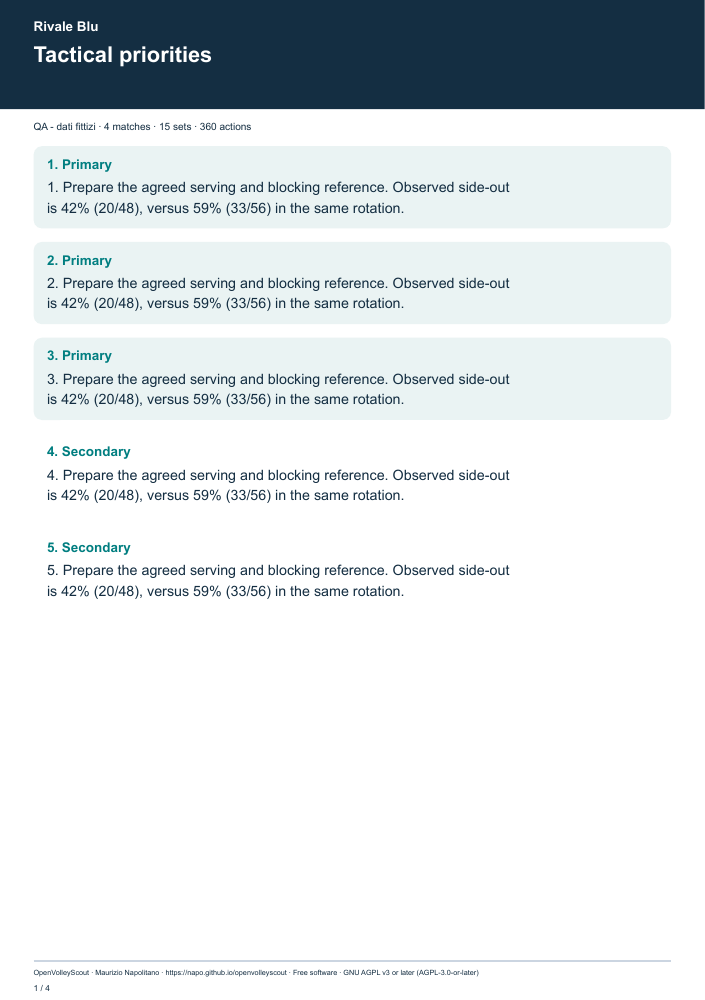 Rivale Blu
Tactical priorities
QA - dati fittizi · 4 matches · 15 sets · 360 actions
1. Primary
1. Prepare the agreed serving and blocking reference. Observed side-out
is 42% (20/48), versus 59% (33/56) in the same rotation.
2. Primary
2. Prepare the agreed serving and blocking reference. Observed side-out
is 42% (20/48), versus 59% (33/56) in the same rotation.
3. Primary
3. Prepare the agreed serving and blocking reference. Observed side-out
is 42% (20/48), versus 59% (33/56) in the same rotation.
4. Secondary
4. Prepare the agreed serving and blocking reference. Observed side-out
is 42% (20/48), versus 59% (33/56) in the same rotation.
5. Secondary
5. Prepare the agreed serving and blocking reference. Observed side-out
is 42% (20/48), versus 59% (33/56) in the same rotation.
OpenVolleyScout · Maurizio Napolitano · https://napo.github.io/openvolleyscout · Free software · GNU AGPL v3 or later (AGPL-3.0-or-later)
1 / 4